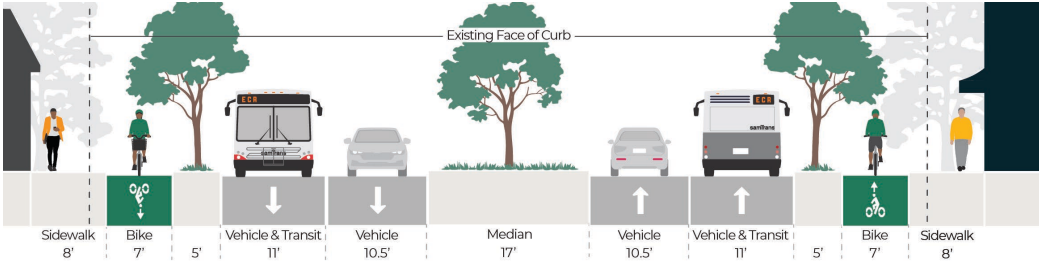 Existing Face of Curb
ECR
samTrans
ECR
samTrans
Sidewalk Bike Vehicle & Transit Vehicle Median Vehicle Vehicle & Transit Bike Sidewalk
8' 7' 5' 11' 10.5' 17' 10.5' 11' 5' 7' 8'